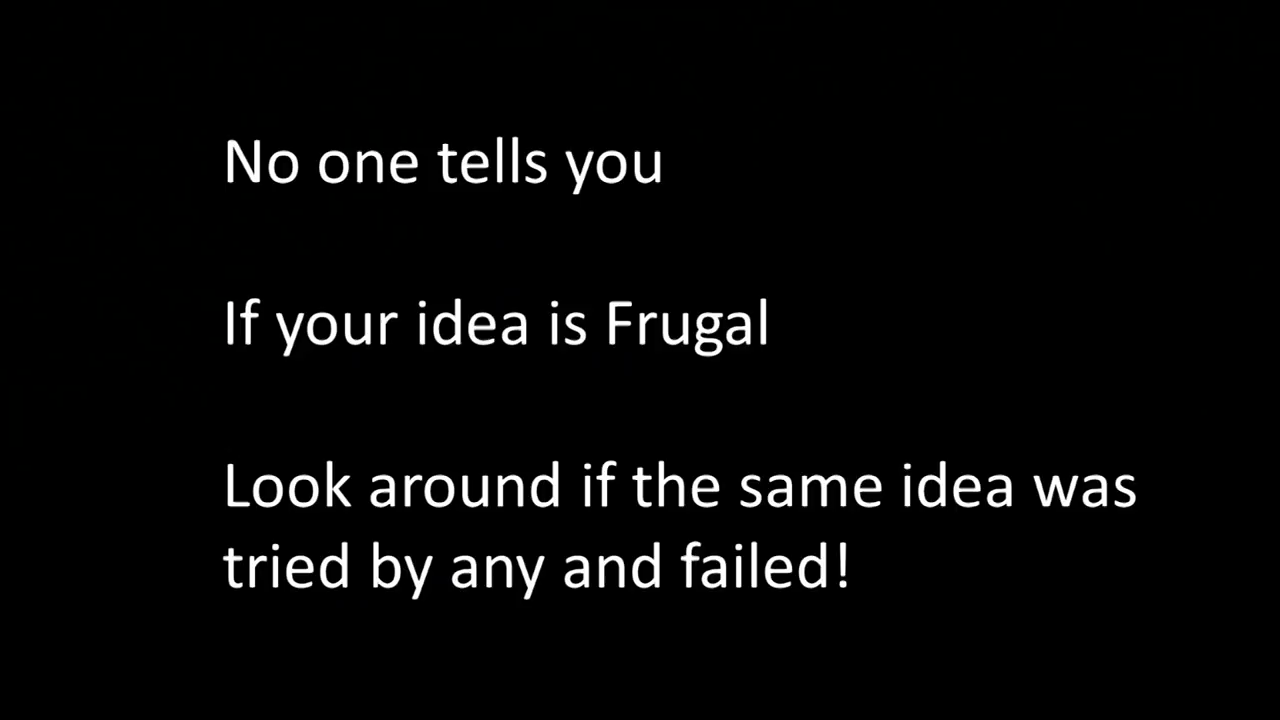 No one tells you
If your idea is Frugal
Look around if the same idea was
tried by any and failed!